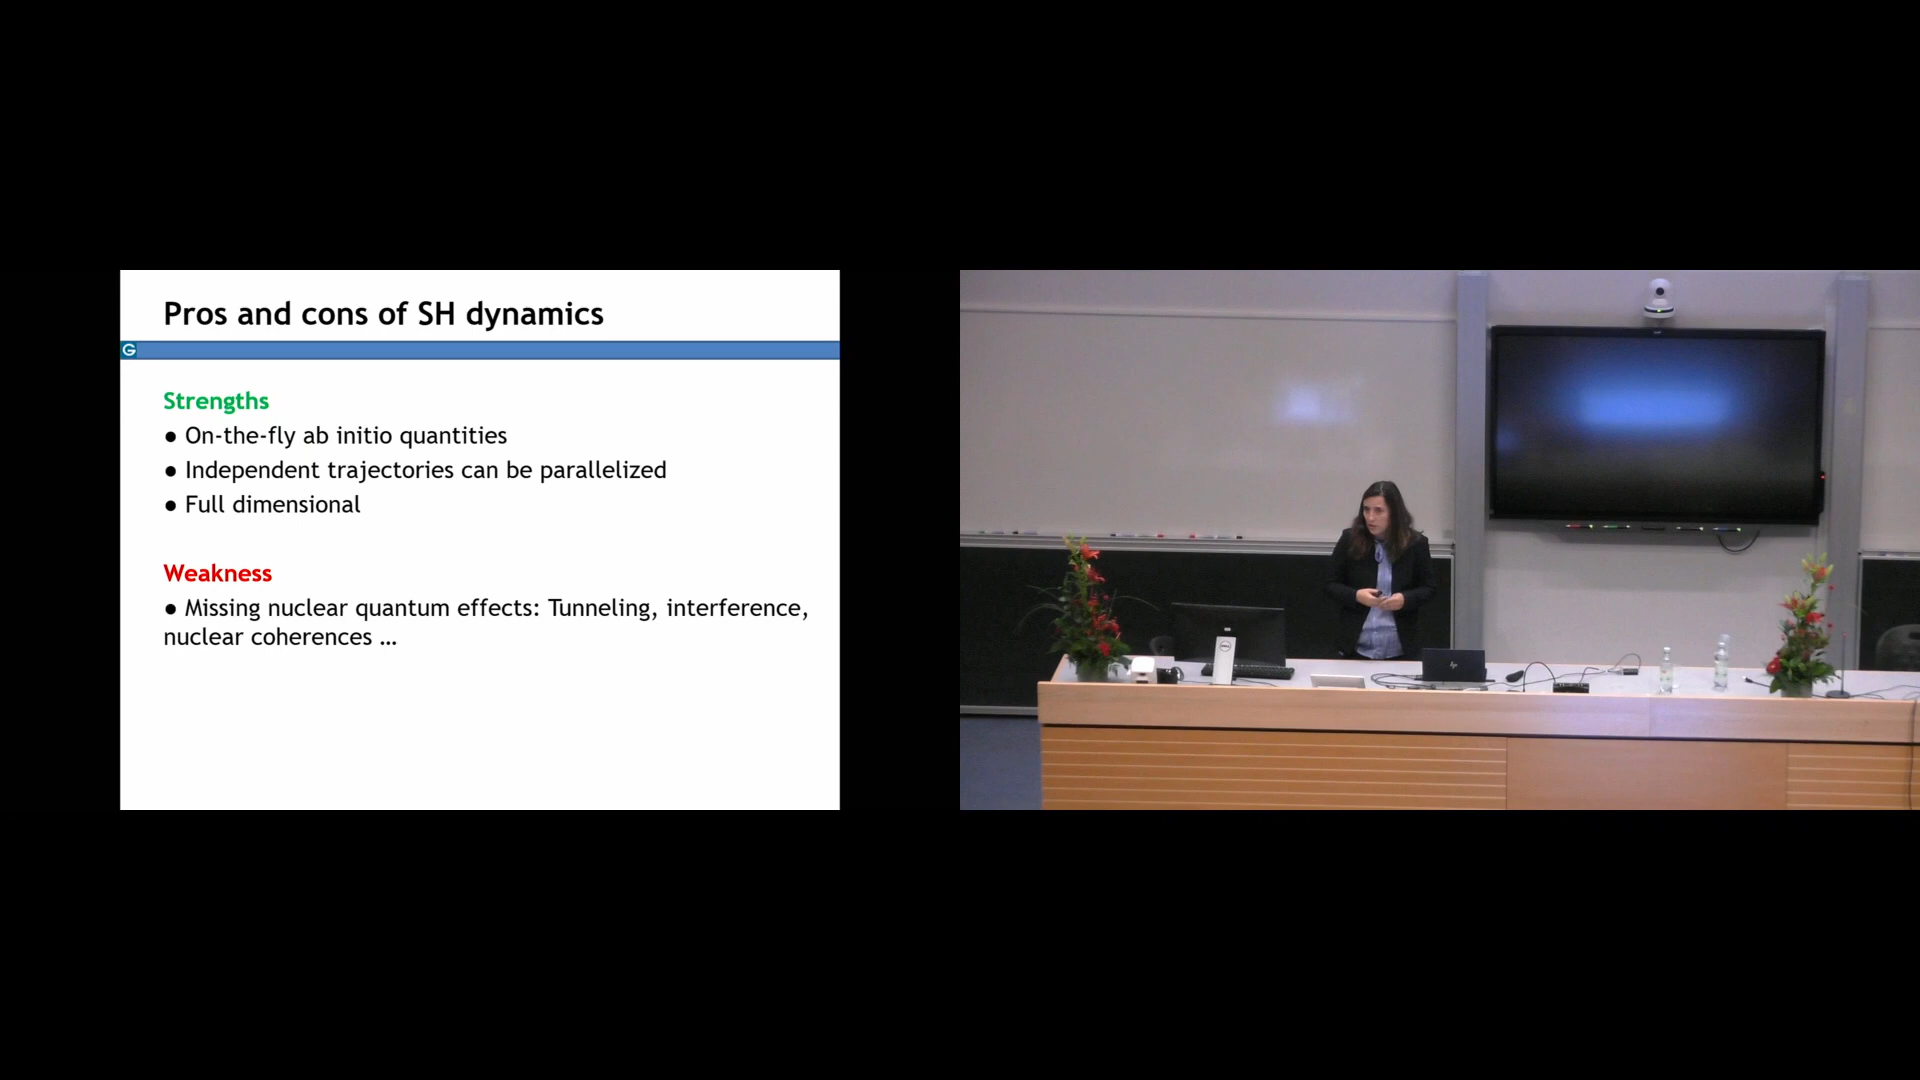 Pros and cons of SH dynamics
G
Strengths
● On-the-fly ab initio quantities
● Independent trajectories can be parallelized
● Full dimensional
Weakness
● Missing nuclear quantum effects: Tunneling, interference,
nuclear coherences …